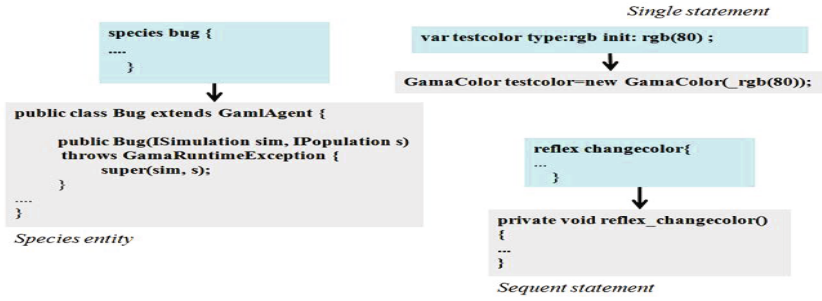 species bug {
....
}
public class Bug extends GamlAgent {
public Bug(ISimulation sim, IPopulation s)
throws GamaRuntimeException {
super(sim, s);
}
....
}
Species entity
Single statement
var testcolor type:rgb init: rgb(80) ;
GamaColor testcolor=new GamaColor(_rgb(80));
reflex changecolor{
...
}
private void reflex_changecolor()
{
...
}
Sequent statement